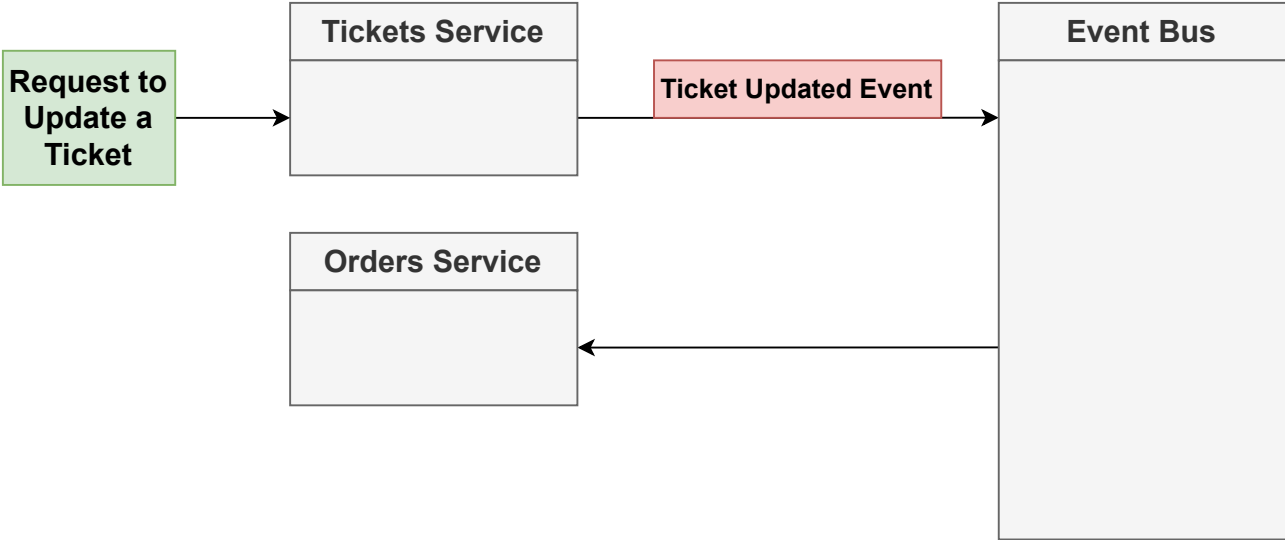 Tickets Service
Event Bus
Request to
Update a
Ticket
Ticket Updated Event
Orders Service